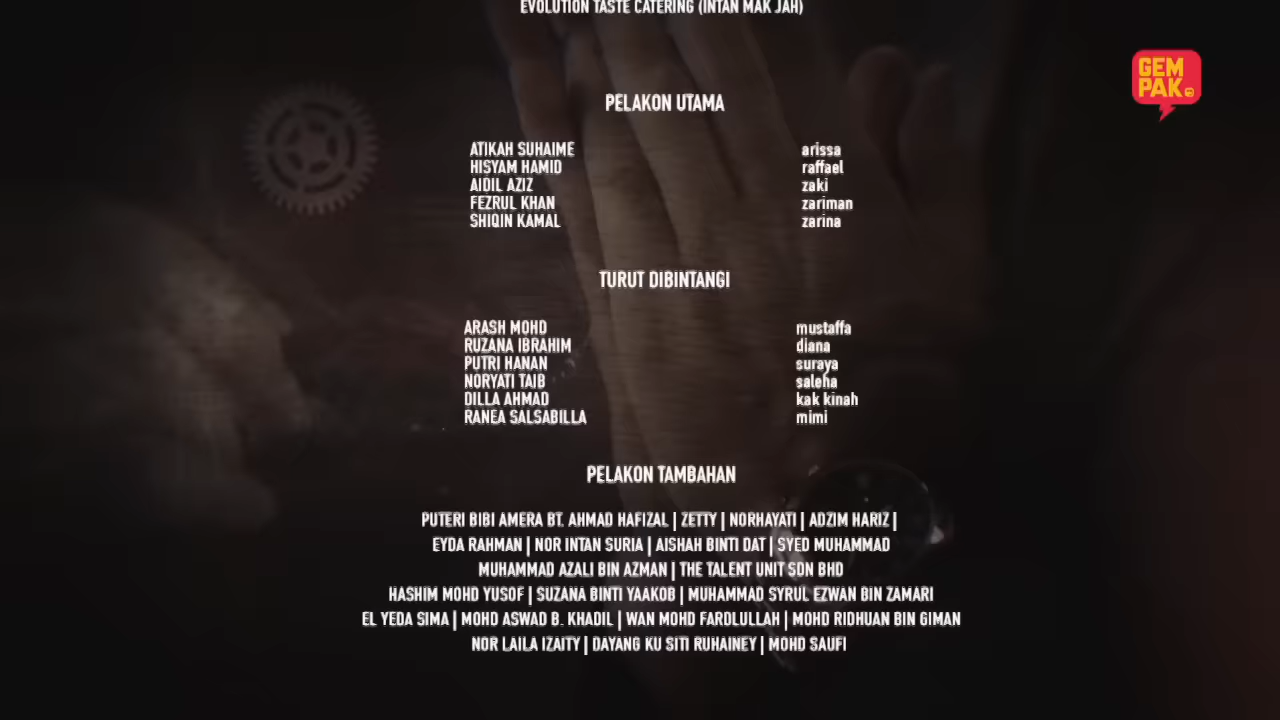 EVOLUTION TASTE CATERING (INTAN MAK JAH)
GEM
PAK
PELAKON UTAMA
ATIKAH SUHAIME arissa
HISYAM HAMID raffael
AIDIL AZIZ zaki
FEZRUL KHAN zariman
SHIQIN KAMAL zarina
TURUT DIBINTANGI
ARASH MOHD mustaffa
RUZANA IBRAHIM diana
PUTRI HANAN suraya
NORYATI TAIB saleha
DILLA AHMAD kak kinah
RANEA SALSABILLA mimi
PELAKON TAMBAHAN
PUTERI BIBI AMERA BT. AHMAD HAFIZAL | ZETTY | NORHAYATI | ADZIM HARIZ |
EYDA RAHMAN | NOR INTAN SURIA | AISHAH BINTI DAT | SYED MUHAMMAD
MUHAMMAD AZALI BIN AZMAN | THE TALENT UNIT SDN BHD
HASHIM MOHD YUSOF | SUZANA BINTI YAAKOB | MUHAMMAD SYRUL EZWAN BIN ZAMARI
EL YEDA SIMA | MOHD ASWAD B. KHADIL | WAN MOHD FARDLULLAH | MOHD RIDHUAN BIN GIMAN
NOR LAILA IZAITY | DAYANG KU SITI RUHAINEY | MOHD SAUFI